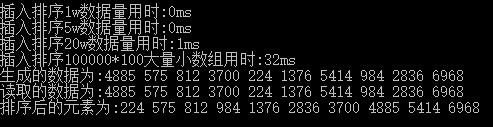 插入排序1w数据量用时:0ms
插入排序5w数据量用时:0ms
插入排序20w数据量用时:1ms
插入排序100000*100大量小数组用时:32ms
生成的数据为:4885 575 812 3700 224 1376 5414 984 2836 6968
读取的数据为:4885 575 812 3700 224 1376 5414 984 2836 6968
排序后的元素为:224 575 812 984 1376 2836 3700 4885 5414 6968